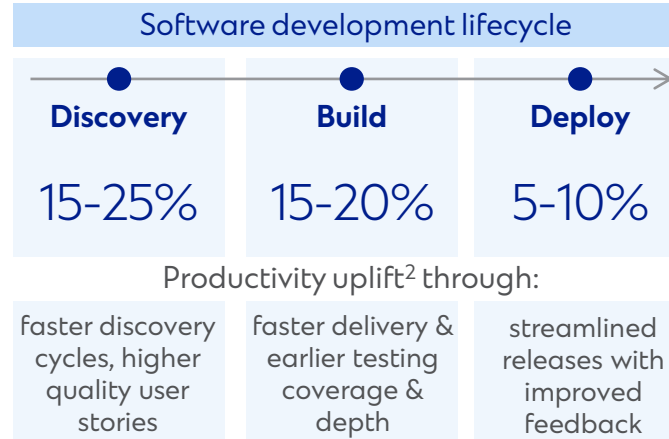 Software development lifecycle
Discovery
Build
Deploy
15-25%
15-20%
5-10%
Productivity uplift² through:
faster discovery
cycles, higher
quality user
stories
faster delivery &
earlier testing
coverage &
depth
streamlined
releases with
improved
feedback